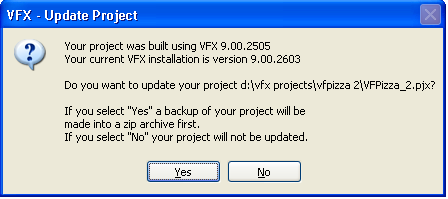 VFX - Update Project
Your project was built using VFX 9.00.2505
Your current VFX installation is version 9.00.2603
Do you want to update your project d:\vfx projects\vfpizza 2\VFPizza_2.pjx?
If you select "Yes" a backup of your project will be
made into a zip archive first.
If you select "No" your project will not be updated.
Yes
No